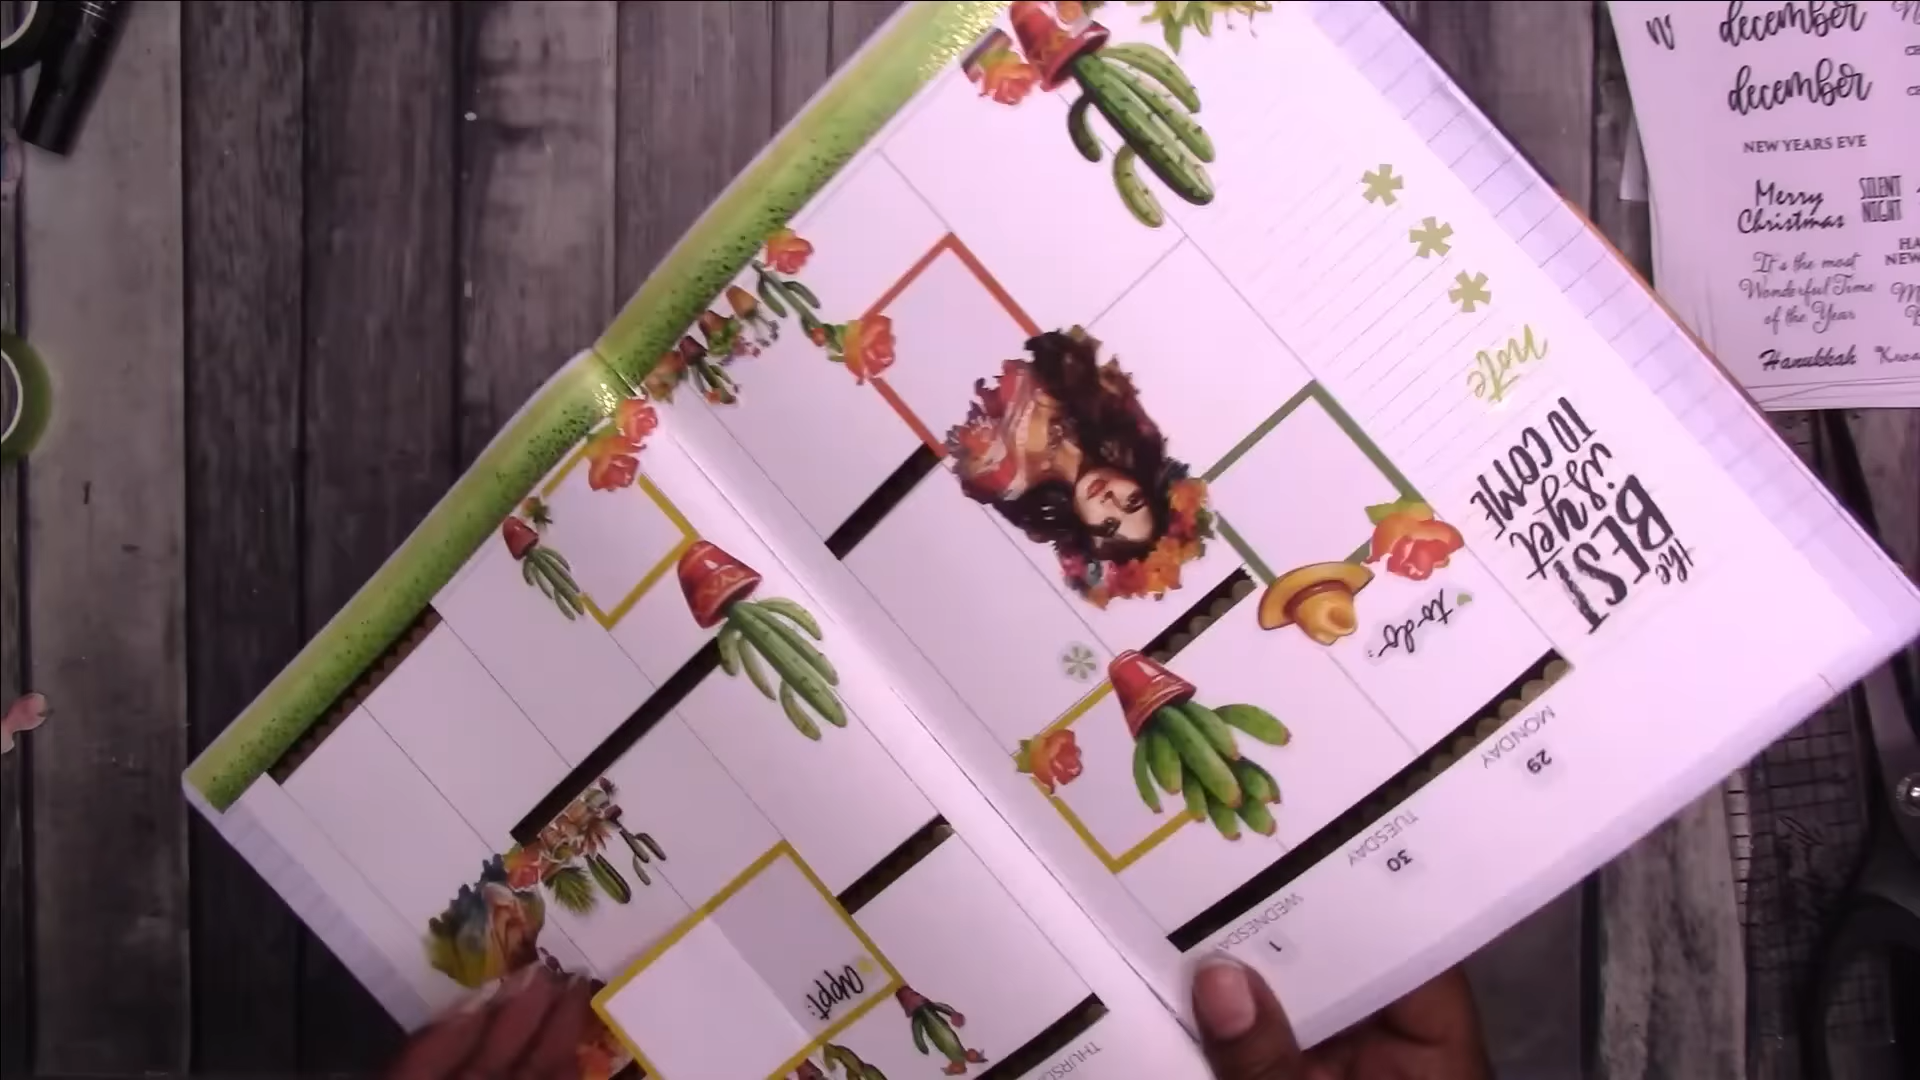 december
december
NEW YEARS EVE
Merry
Christmas
SILENT
NIGHT
It's the most
Wonderful Time
of the Year
Hanukkah
note
the
BEST
is yet
TO COME
to do:
MONDAY
29
TUESDAY
30
WEDNESDAY
1
appt: